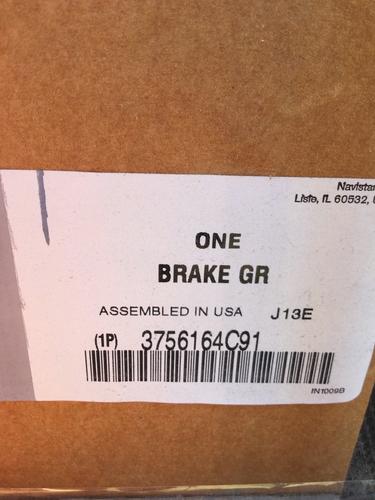 Navistar
Lisle, IL 60532,
ONE
BRAKE GR
ASSEMBLED IN USA J13E
(1P) 3756164C91
IN1009B